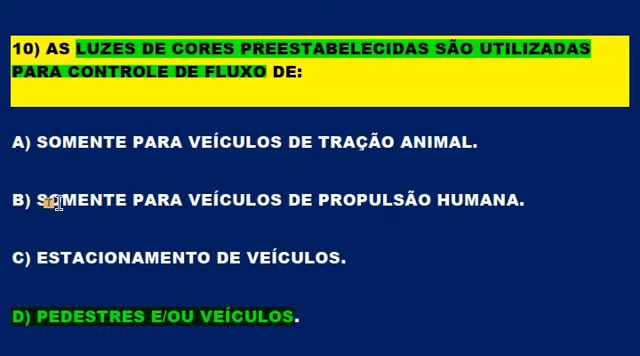 10) AS LUZES DE CORES PREESTABELECIDAS SÃO UTILIZADAS
PARA CONTROLE DE FLUXO DE:
A) SOMENTE PARA VEÍCULOS DE TRAÇÃO ANIMAL.
B) SOMENTE PARA VEÍCULOS DE PROPULSÃO HUMANA.
C) ESTACIONAMENTO DE VEÍCULOS.
D) PEDESTRES E/OU VEÍCULOS.